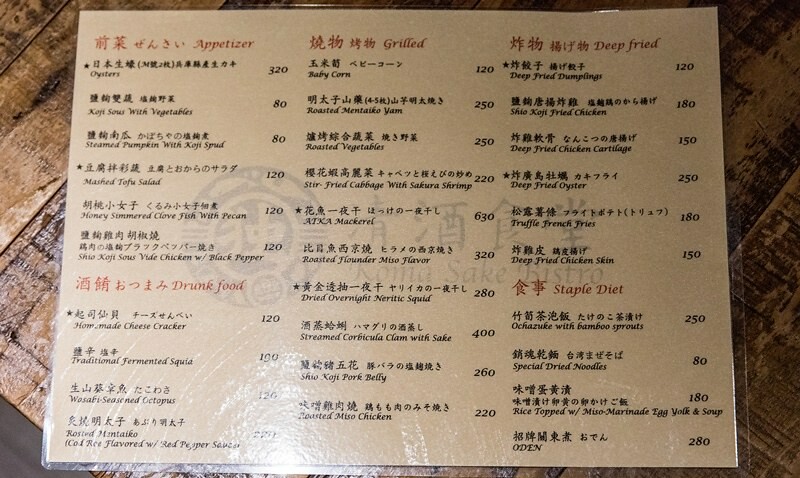 前菜 ぜんさい Appetizer
★日本生蠔(M號2枚)兵庫縣產生カキ
Oysters 320
鹽麴雙蔬 塩麹野菜
Koji Sous With Vegetables 80
鹽麴南瓜 かぼちゃの塩麹煮
Steamed Pumpkin With Koji Spud 80
★豆腐拌彩蔬 豆腐とおからのサラダ
Mashed Tofu Salad 120
胡桃小女子 くるみ小女子佃煮
Honey Simmered Clove Fish With Pecan 120
鹽麴雞肉胡椒燒
鶏肉の塩麹ブラックペッパー焼き 120
Shio Koji Sous Vide Chicken w/ Black Pepper
酒餚 おつまみ Drunk food
★起司仙貝 チーズせんべい
Homemade Cheese Cracker 120
鹽辛 塩辛
Traditional Fermented Squid
生山葵章魚 たこわさ
Wasabi-Seasoned Octopus 120
炙燒明太子 あぶり明太子
Rosted Mentaiko
(Cod Roe Flavored w/ Red Pepper Sauce)
燒物 烤物 Grilled
玉米筍 ベビーコーン
Baby Corn 120
明太子山藥(4-5枚)山芋明太焼き
Roasted Mentaiko Yam 250
爐烤綜合蔬菜 焼き野菜
Roasted Vegetables 250
櫻花蝦高麗菜 キャベツと桜えびの炒め
Stir- Fried Cabbage With Sakura Shrimp 220
★花魚一夜干 ほっけの一夜干し
ATKA Mackerel 630
比目魚西京燒 ヒラメの西京焼き
Roasted Flounder Miso Flavor 320
★黃金透抽一夜干 ヤリイカの一夜干し
Dried Overnight Neritic Squid 280
酒蒸蛤蜊 ハマグリの酒蒸し
Streamed Corbicula Clam with Sake 400
鹽麴豬五花 豚バラの塩麹焼き
Shio Koji Pork Belly 260
味噌雞肉燒 鶏もも肉のみそ焼き
Roasted Miso Chicken 220
炸物 揚げ物 Deep fried
★炸餃子 揚げ餃子
Deep Fried Dumplings 120
鹽麴唐揚炸雞 塩麹鶏のから揚げ
Shio Koji Fried Chicken 180
炸雞軟骨 なんこつの唐揚げ
Deep Fried Chicken Cartilage 150
★炸廣島牡蠣 カキフライ
Deep Fried Oyster 250
松露薯條 フライドポテト(トリュフ)
Truffle French Fries 180
炸雞皮 鶏皮揚げ
Deep Fried Chicken Skin 150
食事 Staple Diet
竹筍茶泡飯 たけのこ茶漬け
Ochazuke with bamboo sprouts 250
銷魂乾麵 台湾まぜそば
Special Dried Noodles 80
味噌蛋黃漬
味噌漬け卵黄の卵かけご飯 180
Rice Topped w/ Miso-Marinade Egg Yolk & Soup
招牌關東煮 おでん
ODEN 280
清酒食堂
Koma Sake Bistro